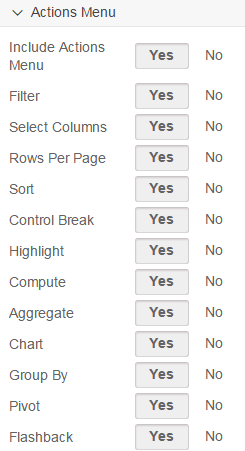 Actions Menu
Include Actions Yes No
Menu
Filter Yes No
Select Columns Yes No
Rows Per Page Yes No
Sort Yes No
Control Break Yes No
Highlight Yes No
Compute Yes No
Aggregate Yes No
Chart Yes No
Group By Yes No
Pivot Yes No
Flashback Yes No